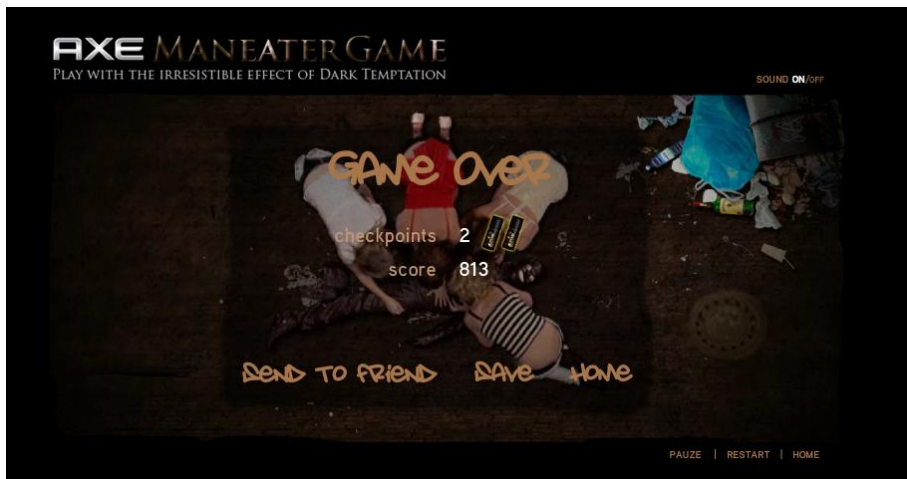 AXE MANEATER GAME
PLAY WITH THE IRRESISTIBLE EFFECT OF DARK TEMPTATION
SOUND ON/OFF
GAME OVER
checkpoints 2
score 813
SEND TO FRIEND SAVE HOME
PAUZE | RESTART | HOME